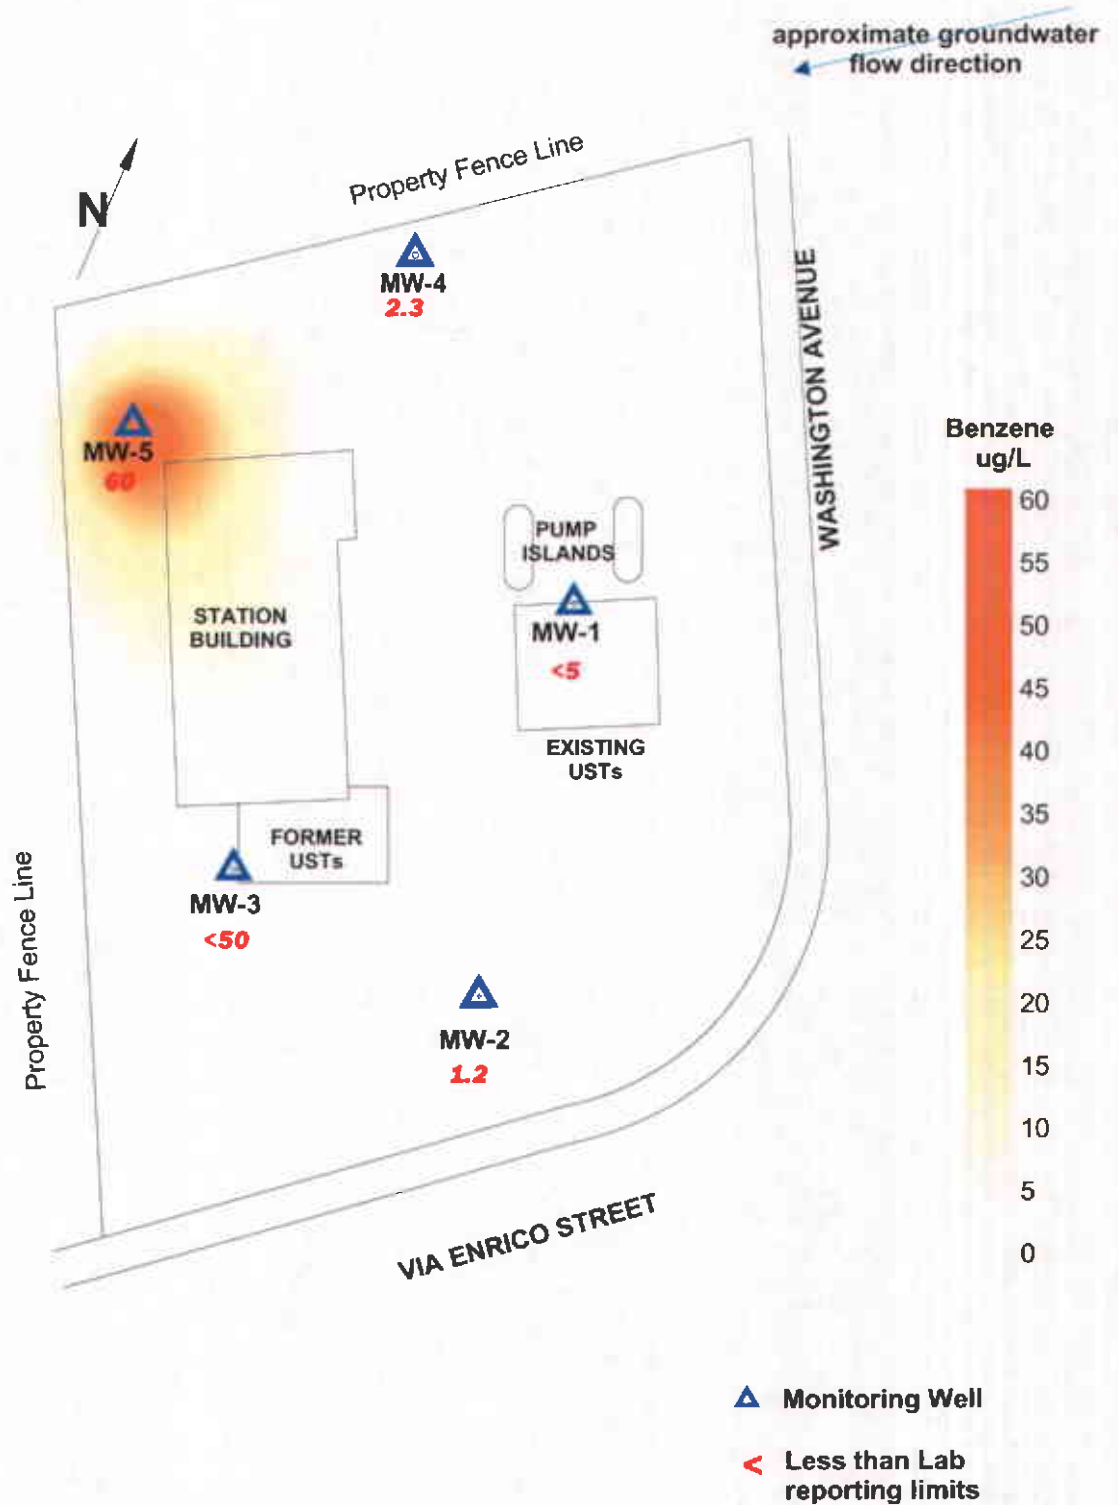 approximate groundwater
flow direction
Property Fence Line
N
MW-4
2.3
WASHINGTON AVENUE
MW-5
60
Benzene
ug/L
60
55
50
45
40
35
30
25
20
15
10
5
0
PUMP
ISLANDS
MW-1
<5
STATION
BUILDING
EXISTING
USTs
FORMER
USTs
MW-3
<50
Property Fence Line
MW-2
1.2
VIA ENRICO STREET
Monitoring Well
< Less than Lab
reporting limits